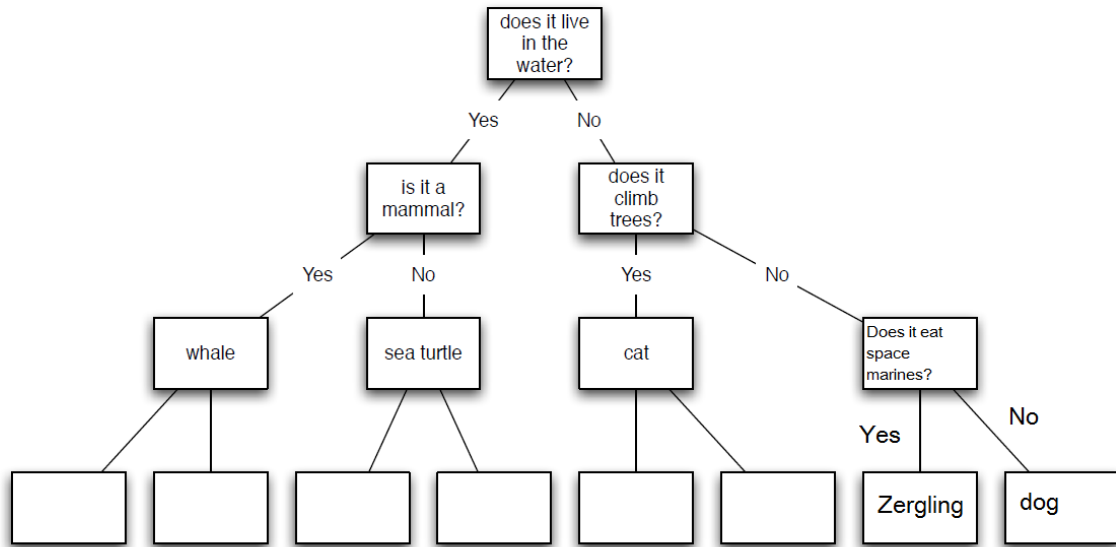 does it live
in the
water?
Yes
No
is it a
mammal?
does it
climb
trees?
Yes
No
Yes
No
whale
sea turtle
cat
Does it eat
space
marines?
Yes
No
Zergling
dog